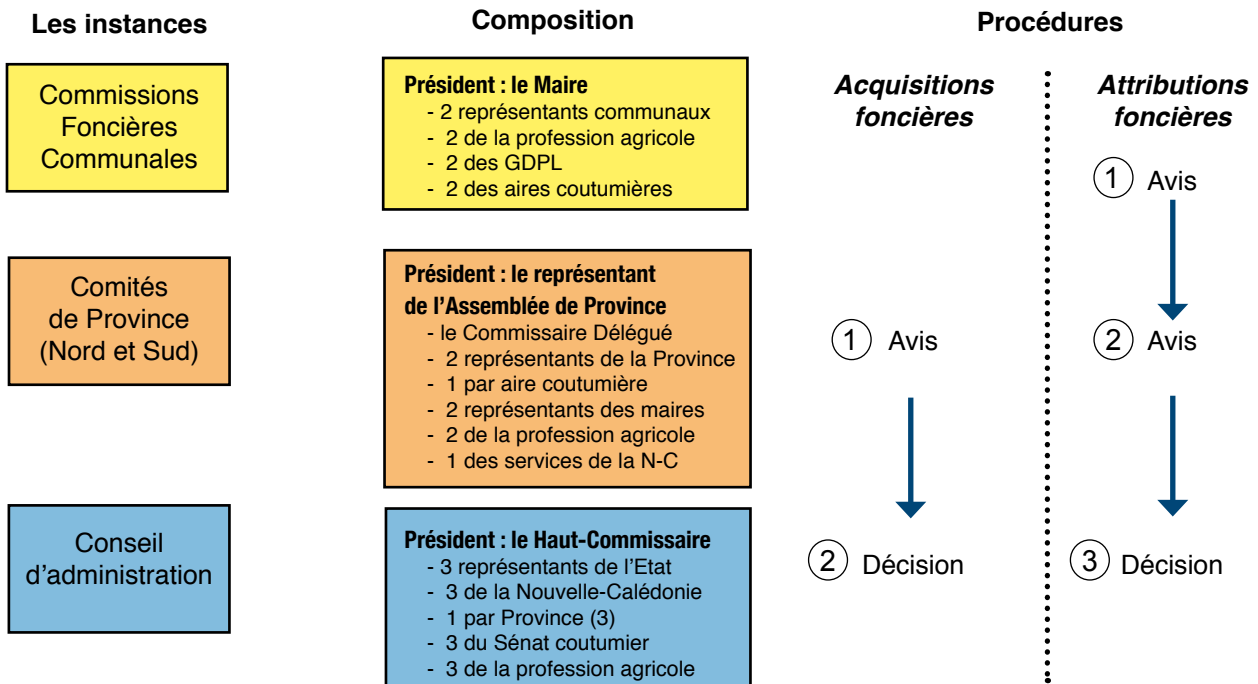 Les instances
Composition
Procédures
Commissions
Foncières
Communales
Président : le Maire
- 2 représentants communaux
- 2 de la profession agricole
- 2 des GDPL
- 2 des aires coutumières
Acquisitions
foncières
Attributions
foncières
1 Avis
Comités
de Province
(Nord et Sud)
Président : le représentant
de l'Assemblée de Province
- le Commissaire Délégué
- 2 représentants de la Province
- 1 par aire coutumière
- 2 représentants des maires
- 2 de la profession agricole
- 1 des services de la N-C
1 Avis
2 Avis
Conseil
d'administration
Président : le Haut-Commissaire
- 3 représentants de l'Etat
- 3 de la Nouvelle-Calédonie
- 1 par Province (3)
- 3 du Sénat coutumier
- 3 de la profession agricole
2 Décision
3 Décision